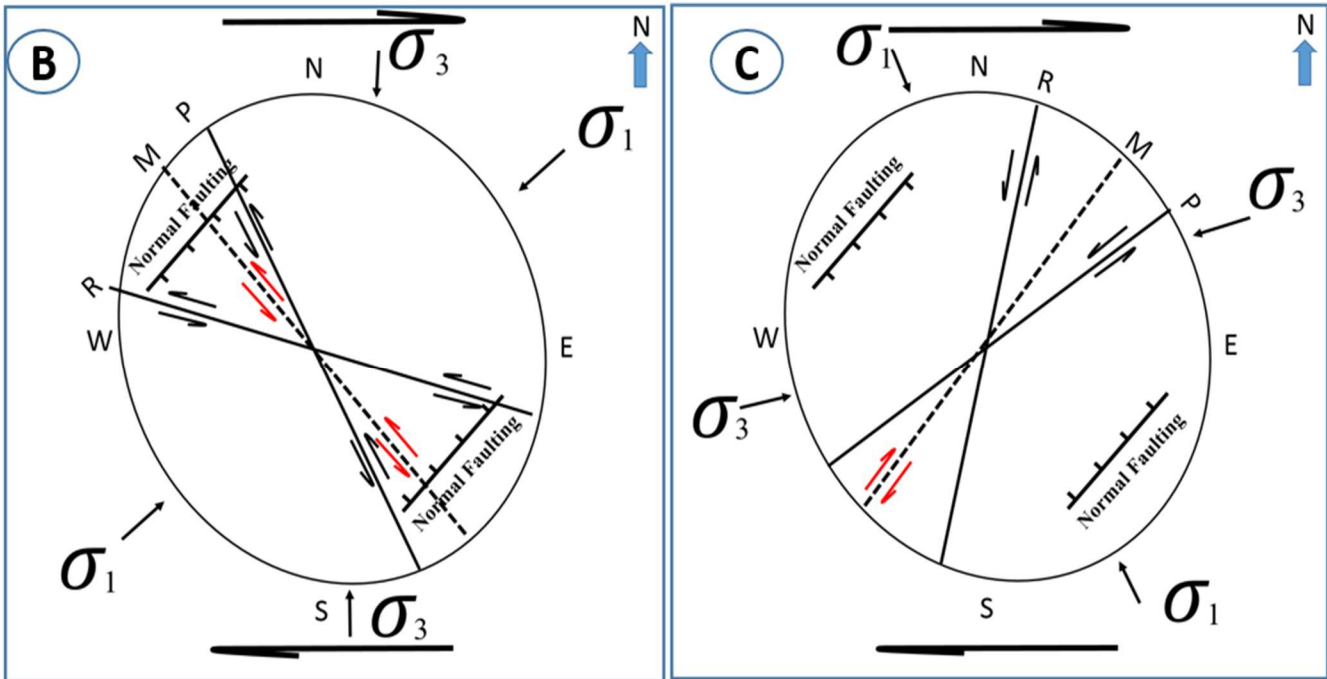 B
N
σ3
N
P
σ1
M
Normal Faulting
R
W
E
Normal Faulting
σ1
S
σ3
C
N
σ1
N
R
M
P
σ3
Normal Faulting
W
E
σ3
Normal Faulting
S
σ1